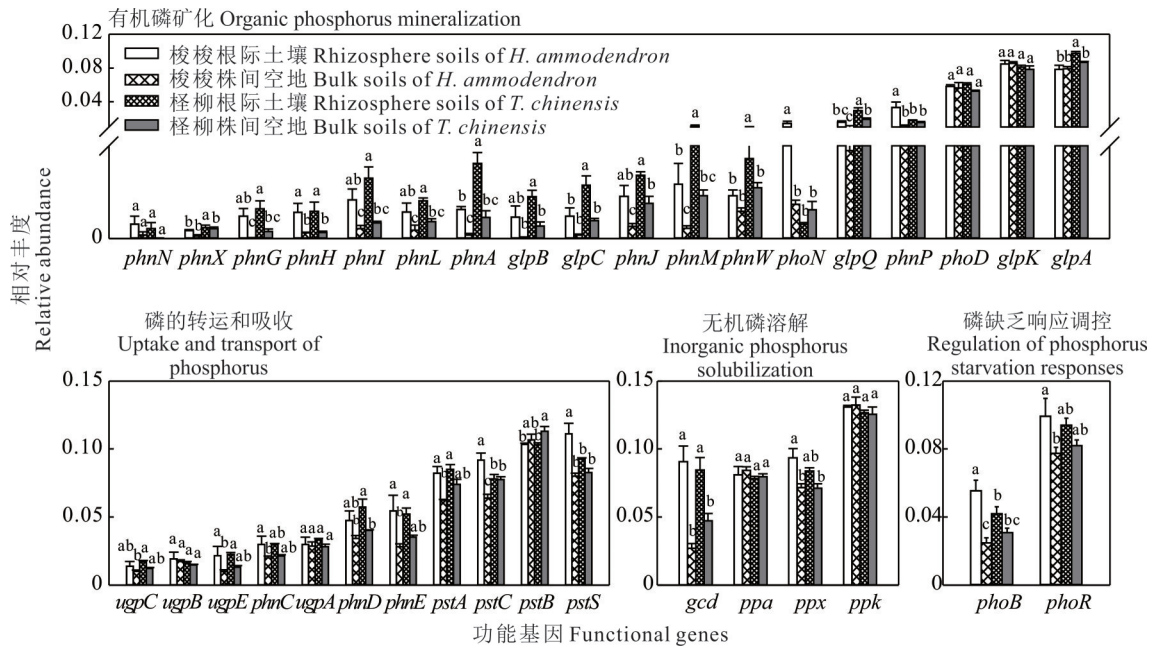 有机磷矿化 Organic phosphorus mineralization
0.12
0.08
0.04
0
梭梭根际土壤 Rhizosphere soils of H. ammodendron
梭梭株间空地 Bulk soils of H. ammodendron
柽柳根际土壤 Rhizosphere soils of T. chinensis
柽柳株间空地 Bulk soils of T. chinensis
phnN phnX phnG phnH phnI phnL phnA glpB glpC phnJ phnM phnW phoN glpQ phnP phoD glpK glpA
相对丰度
Relative abundance
磷的转运和吸收
Uptake and transport of
phosphorus
0.15
0.10
0.05
0
ugpC ugpB ugpE phnC ugpA phnD phnE pstA pstC pstB pstS
无机磷溶解
Inorganic phosphorus
solubilization
0.15
0.10
0.05
0
gcd ppa ppx ppk
磷缺乏响应调控
Regulation of phosphorus
starvation responses
0.12
0.08
0.04
0
phoB phoR
功能基因 Functional genes